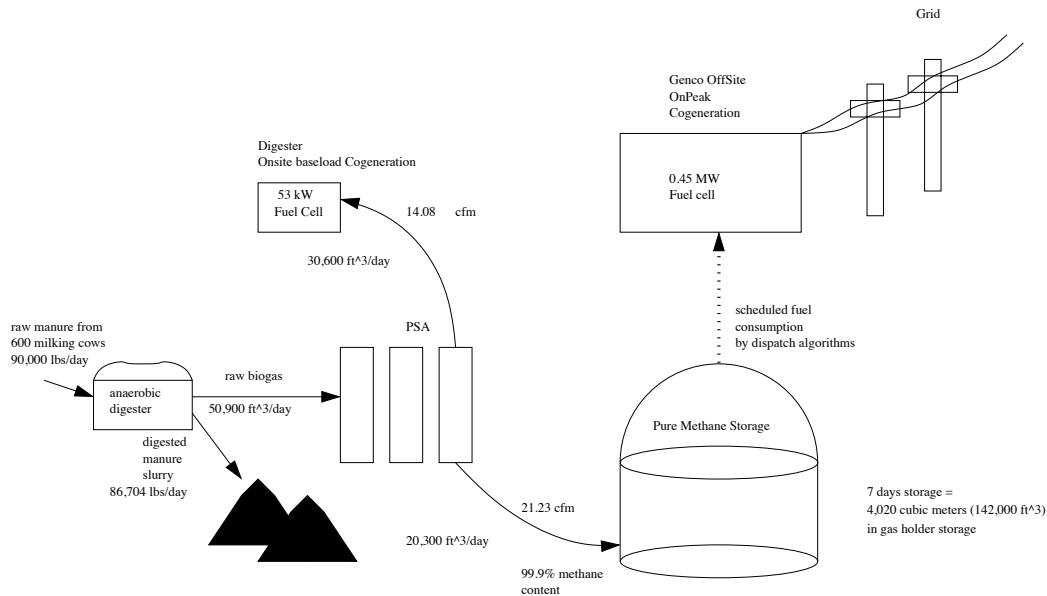 Grid
Genco OffSite
OnPeak
Cogeneration
0.45 MW
Fuel cell
Digester
Onsite baseload Cogeneration
53 kW
Fuel Cell
14.08 cfm
30,600 ft^3/day
scheduled fuel
consumption
by dispatch algorithms
PSA
raw manure from
600 milking cows
90,000 lbs/day
raw biogas
50,900 ft^3/day
anaerobic
digester
digested
manure
slurry
86,704 lbs/day
Pure Methane Storage
21.23 cfm
20,300 ft^3/day
99.9% methane
content
7 days storage =
4,020 cubic meters (142,000 ft^3)
in gas holder storage